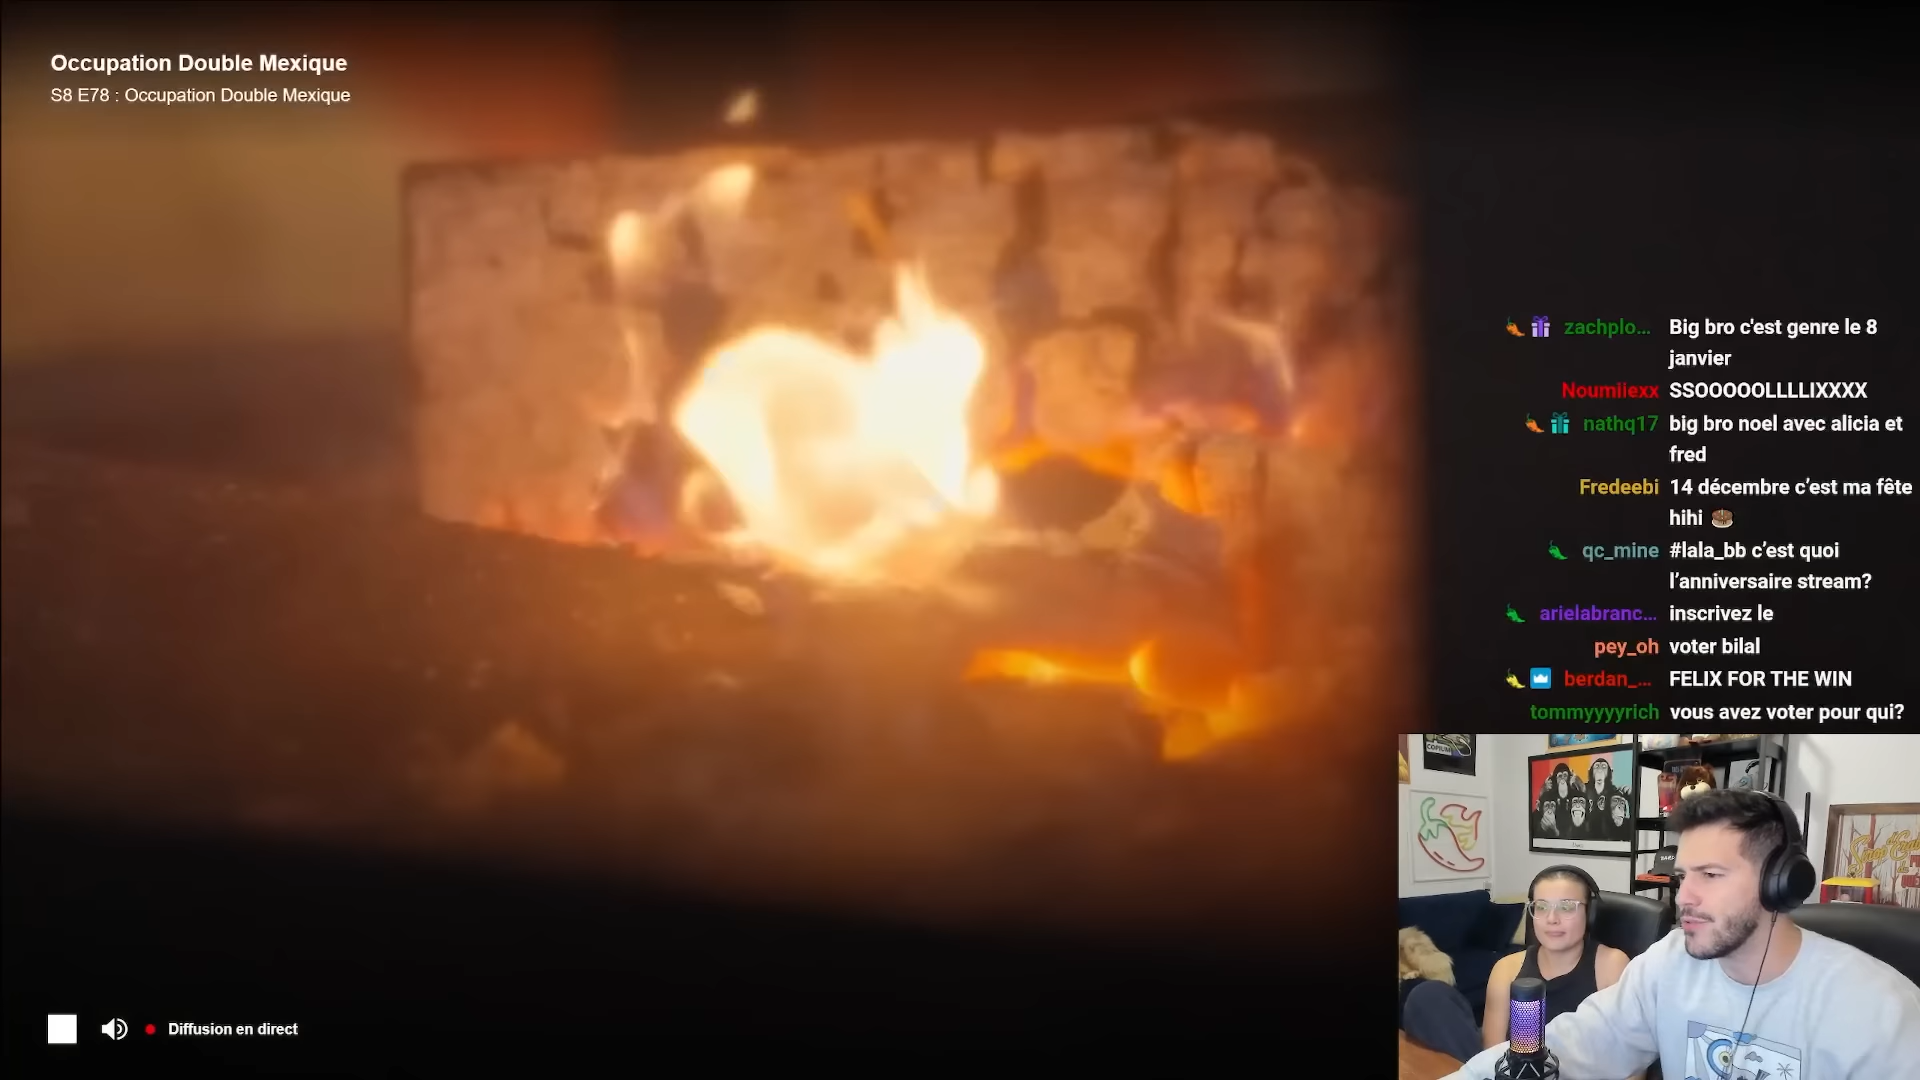 Occupation Double Mexique
S8 E78 : Occupation Double Mexique
zachplo... Big bro c'est genre le 8
janvier
Noumiiexx SSOOOOOLLLLIXXXX
nathq17 big bro noel avec alicia et
fred
Fredeebi 14 décembre c’est ma fête
hihi
qc_mine #lala_bb c’est quoi
l’anniversaire stream?
arielabranc... inscrivez le
pey_oh voter bilal
berdan_... FELIX FOR THE WIN
tommyyyyrich vous avez voter pour qui?
COPIUM
Diffusion en direct